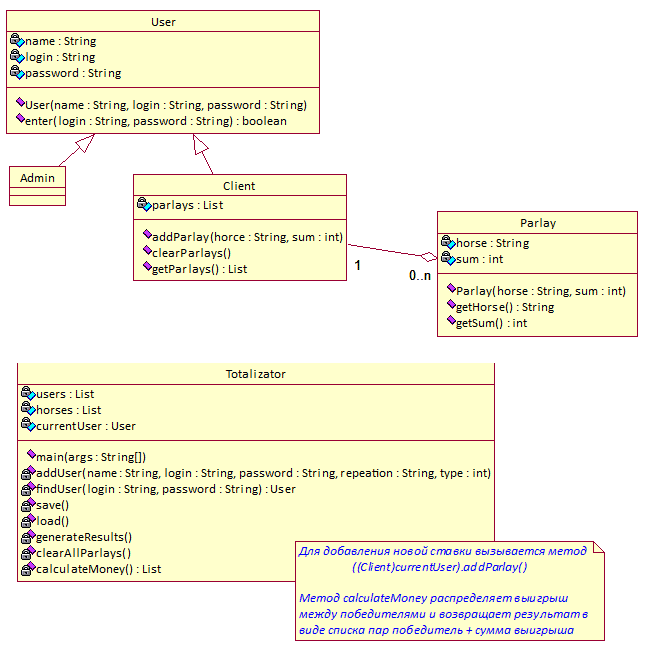 User
name : String
login : String
password : String
User(name : String, login : String, password : String)
enter(login : String, password : String) : boolean
Admin
Client
parlays : List
addParlay(horce : String, sum : int)
clearParlays()
getParlays() : List
1
0..n
Parlay
horse : String
sum : int
Parlay(horse : String, sum : int)
getHorse() : String
getSum() : int
Totalizator
users : List
horses : List
currentUser : User
main(args : String[])
addUser(name : String, login : String, password : String, repeation : String, type : int)
findUser(login : String, password : String) : User
save()
load()
generateResults()
clearAllParlays()
calculateMoney() : List
Для добавления новой ставки вызывается метод
((Client)currentUser).addParlay()
Метод calculateMoney распределяет выигрыш
между победителями и возвращает результат в
виде списка пар победитель + сумма выигрыша